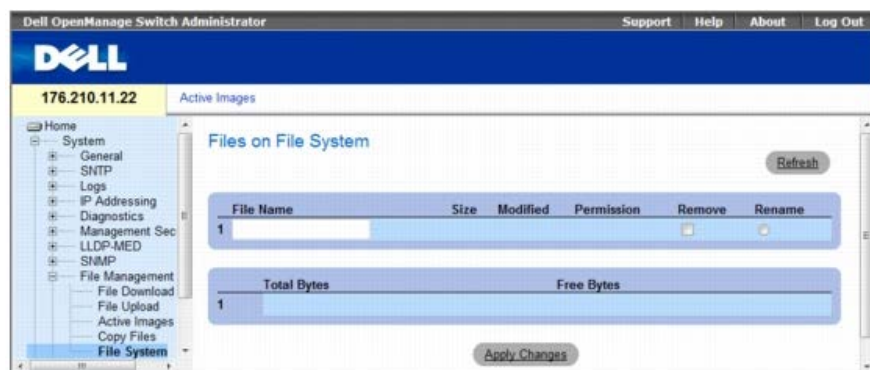 Dell OpenManage Switch Administrator Support Help About Log Out
DELL
176.210.11.22 Active Images
Home
System
General
SNTP
Logs
IP Addressing
Diagnostics
Management Sec
LLDP-MED
SNMP
File Management
File Download
File Upload
Active Images
Copy Files
File System
Files on File System
Refresh
File Name Size Modified Permission Remove Rename
1
Total Bytes Free Bytes
1
Apply Changes